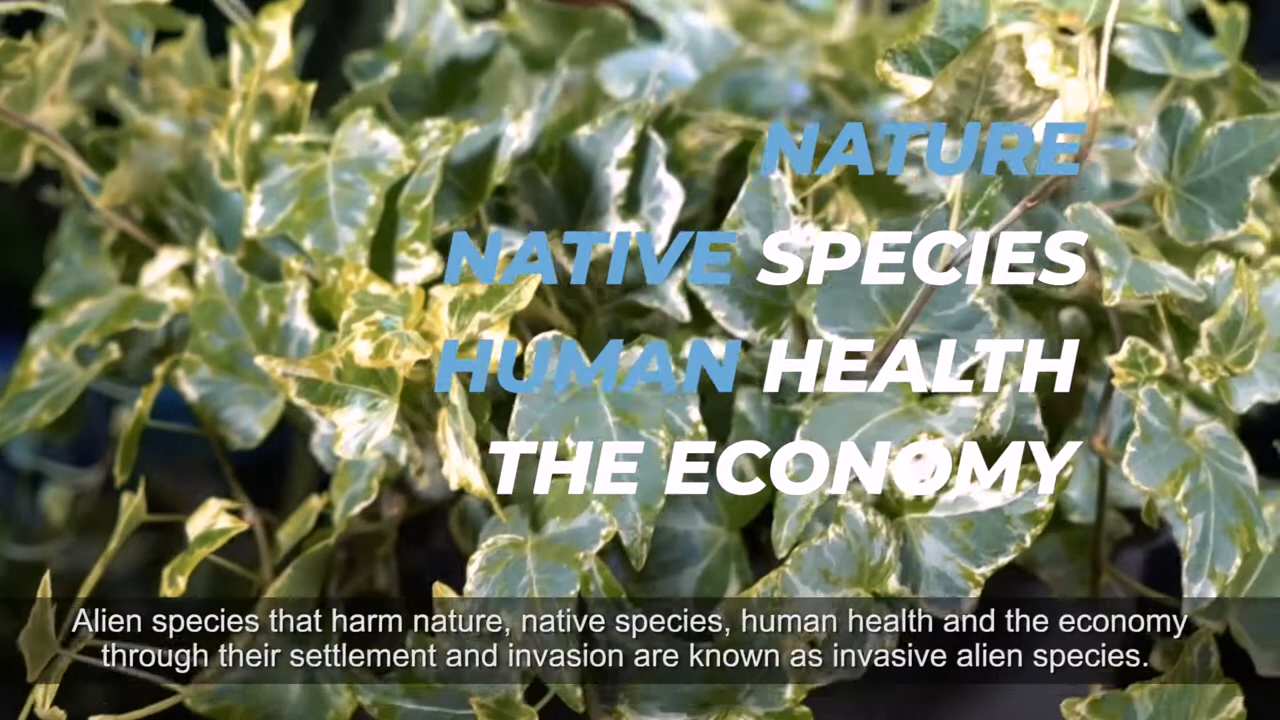 NATURE
NATIVE SPECIES
HUMAN HEALTH
THE ECONOMY
Alien species that harm nature, native species, human health and the economy
through their settlement and invasion are known as invasive alien species.